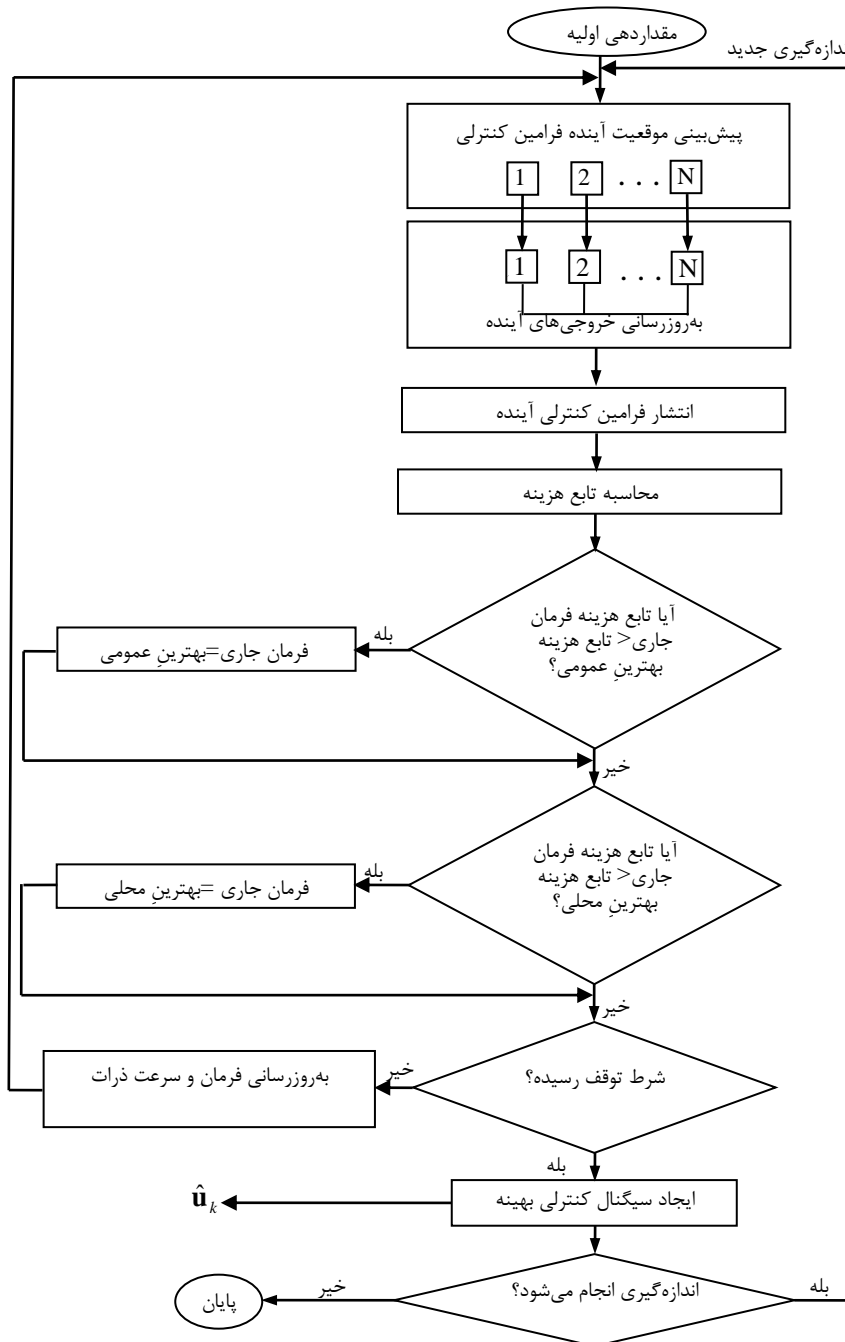 مقداردهی اولیه
ندازه‌گیری جدید
پیش‌بینی موقعیت آینده فرامین کنترلی
1 2 . . . N
1 2 . . . N
به‌روزرسانی خروجی‌های آینده
انتشار فرامین کنترلی آینده
محاسبه تابع هزینه
آیا تابع هزینه فرمان
جاری< تابع هزینه
بهترینِ عمومی؟
بله
فرمان جاری=بهترینِ عمومی
خیر
آیا تابع هزینه فرمان
جاری< تابع هزینه
بهترینِ محلی؟
بله
فرمان جاری =بهترینِ محلی
خیر
شرط توقف رسیده؟
خیر
به‌روزرسانی فرمان و سرعت ذرات
بله
ایجاد سیگنال کنترلی بهینه
û_k
اندازه‌گیری انجام می‌شود؟
بله
خیر
پایان